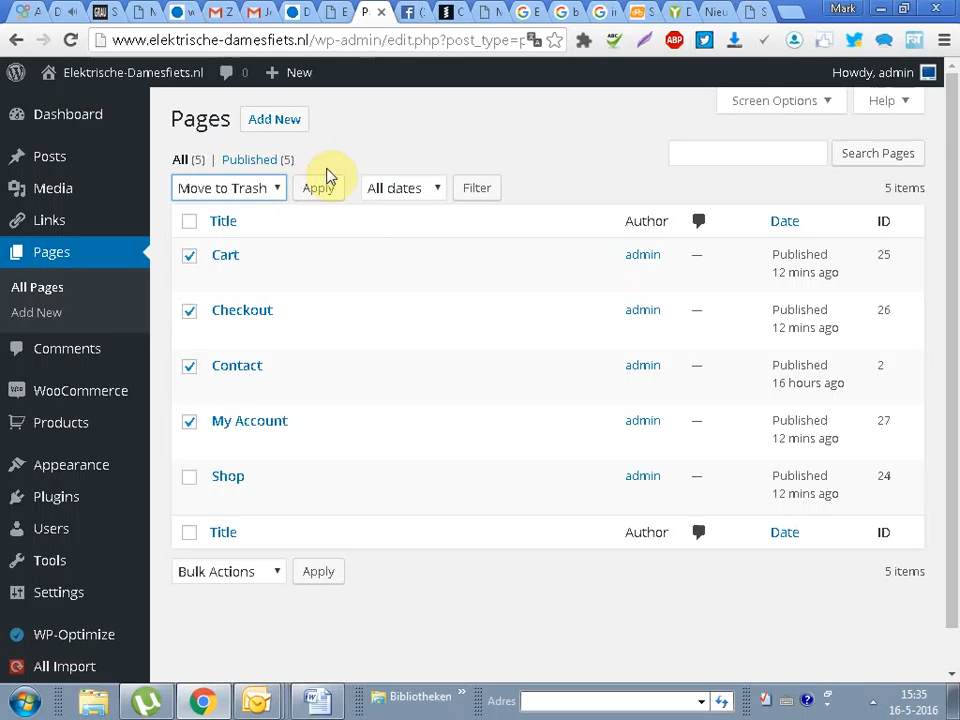 Mark
www.elektrische-damesfiets.nl/wp-admin/edit.php?post_type=p
Elektrische-Damesfiets.nl 0 + New Howdy, admin
Dashboard
Posts
Media
Links
Pages
All Pages
Add New
Comments
WooCommerce
Products
Appearance
Plugins
Users
Tools
Settings
WP-Optimize
All Import
Pages Add New
Screen Options Help
All (5) | Published (5)
Search Pages
Move to Trash Apply All dates Filter 5 items
Title Author Date ID
Cart admin — Published 25
12 mins ago
Checkout admin — Published 26
12 mins ago
Contact admin — Published 2
16 hours ago
My Account admin — Published 27
12 mins ago
Shop admin — Published 24
12 mins ago
Title Author Date ID
Bulk Actions Apply 5 items
Bibliotheken » Adres 15:35
16-5-2016